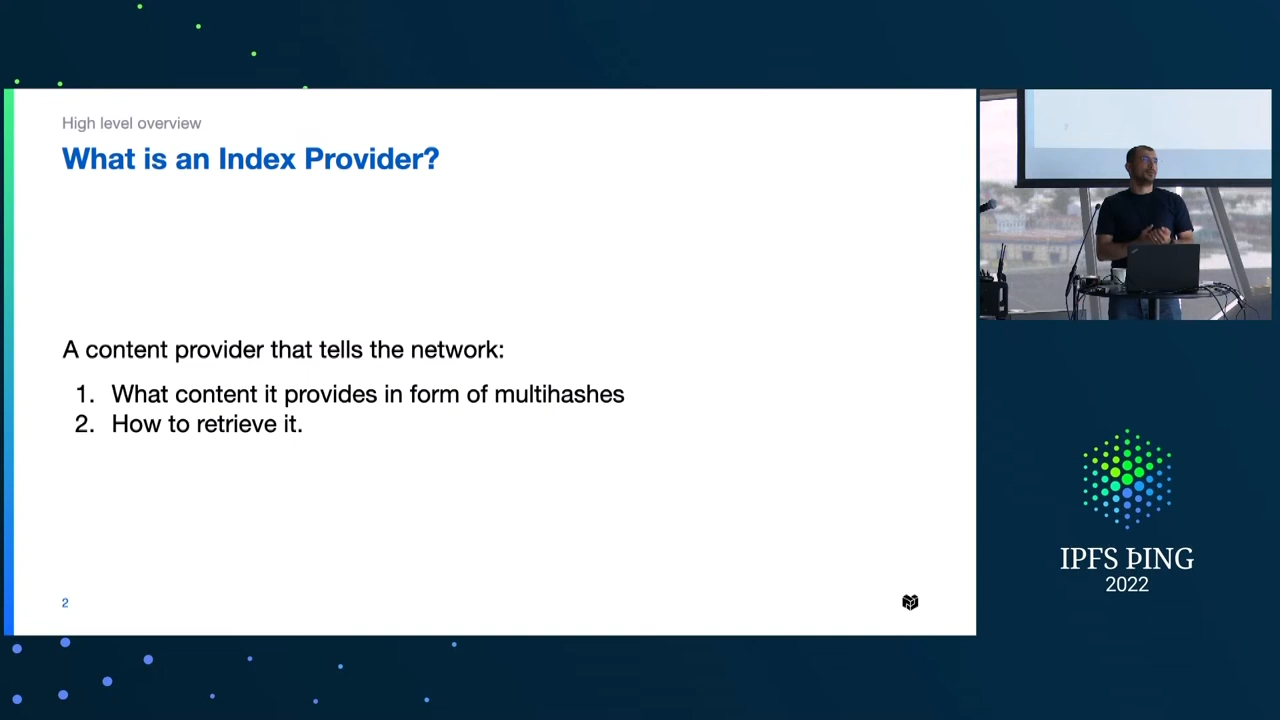 High level overview
What is an Index Provider?
A content provider that tells the network:
1. What content it provides in form of multihashes
2. How to retrieve it.
2
IPFS ÞING
2022